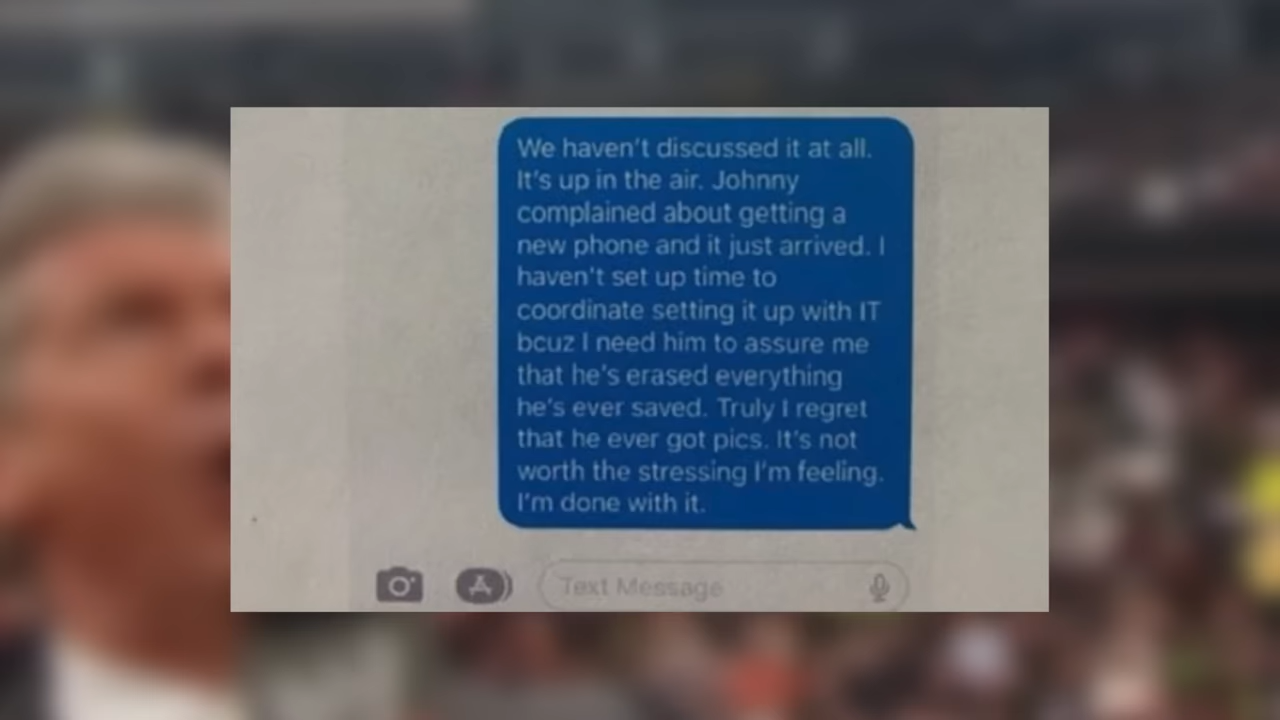 We haven't discussed it at all.
It's up in the air. Johnny
complained about getting a
new phone and it just arrived. I
haven't set up time to
coordinate setting it up with IT
bcuz I need him to assure me
that he's erased everything
he's ever saved. Truly I regret
that he ever got pics. It's not
worth the stressing I'm feeling.
I'm done with it.
Text Message